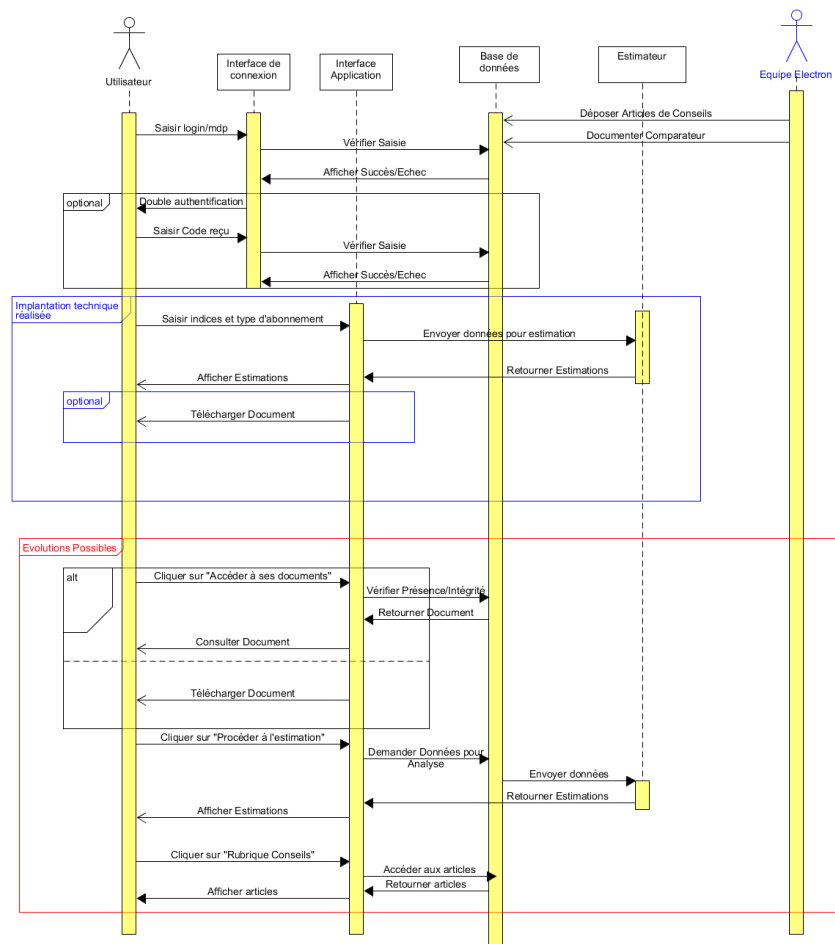 Utilisateur
Interface de
connexion
Interface
Application
Base de
données
Estimateur
Equipe Electron
Déposer Articles de Conseils
Saisir login/mdp
Documenter Comparateur
Vérifier Saisie
Afficher Succès/Echec
optional
Double authentification
Saisir Code reçu
Vérifier Saisie
Afficher Succès/Echec
Implantation technique
réalisée
Saisir indices et type d'abonnement
Envoyer données pour estimation
Retourner Estimations
Afficher Estimations
optional
Télécharger Document
Evolutions Possibles
alt
Cliquer sur "Accéder à ses documents"
Vérifier Présence/Intégrité
Retourner Document
Consulter Document
Télécharger Document
Cliquer sur "Procéder à l'estimation"
Demander Données pour
Analyse
Envoyer données
Retourner Estimations
Afficher Estimations
Cliquer sur "Rubrique Conseils"
Accéder aux articles
Retourner articles
Afficher articles